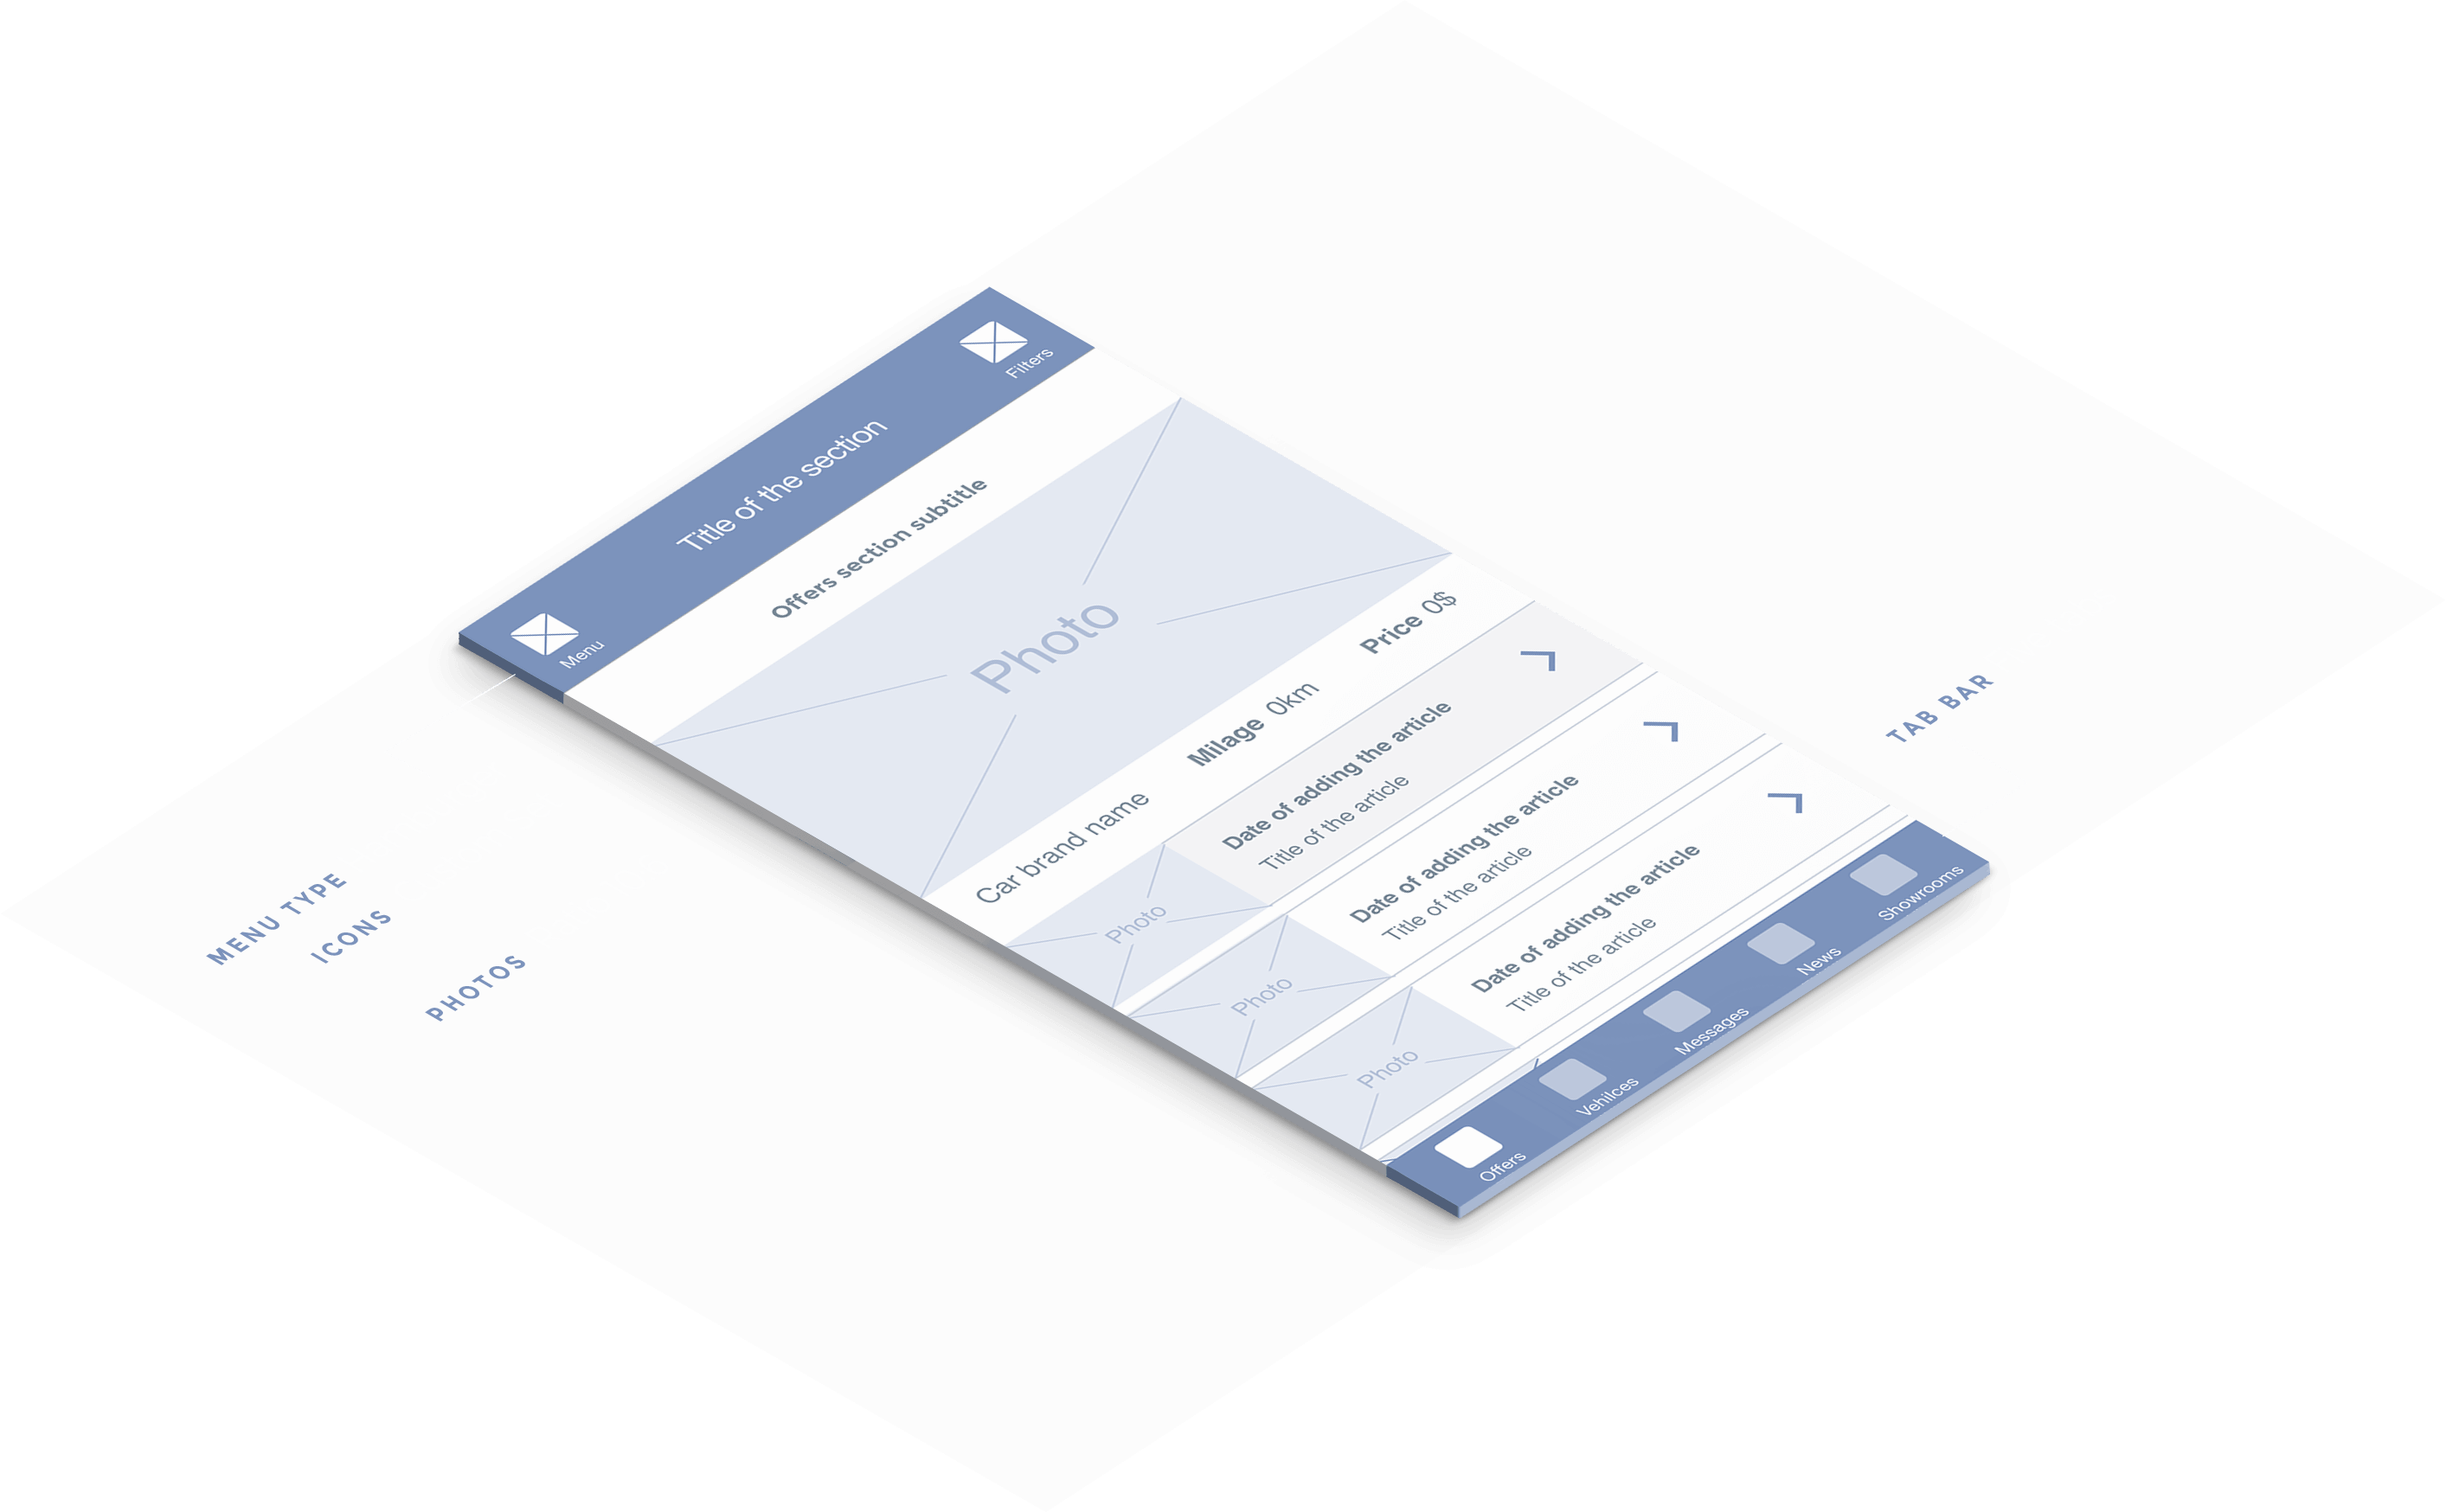 Menu
Title of the section
Filters
Offers section subtitle
Photo
Car brand name
Milage 0km
Price 0$
Photo
Date of adding the article
Title of the article
Photo
Date of adding the article
Title of the article
Photo
Date of adding the article
Title of the article
Offers
Vehilces
Messages
News
Showrooms
MENU TYPE
ICONS
PHOTOS
TAB BAR